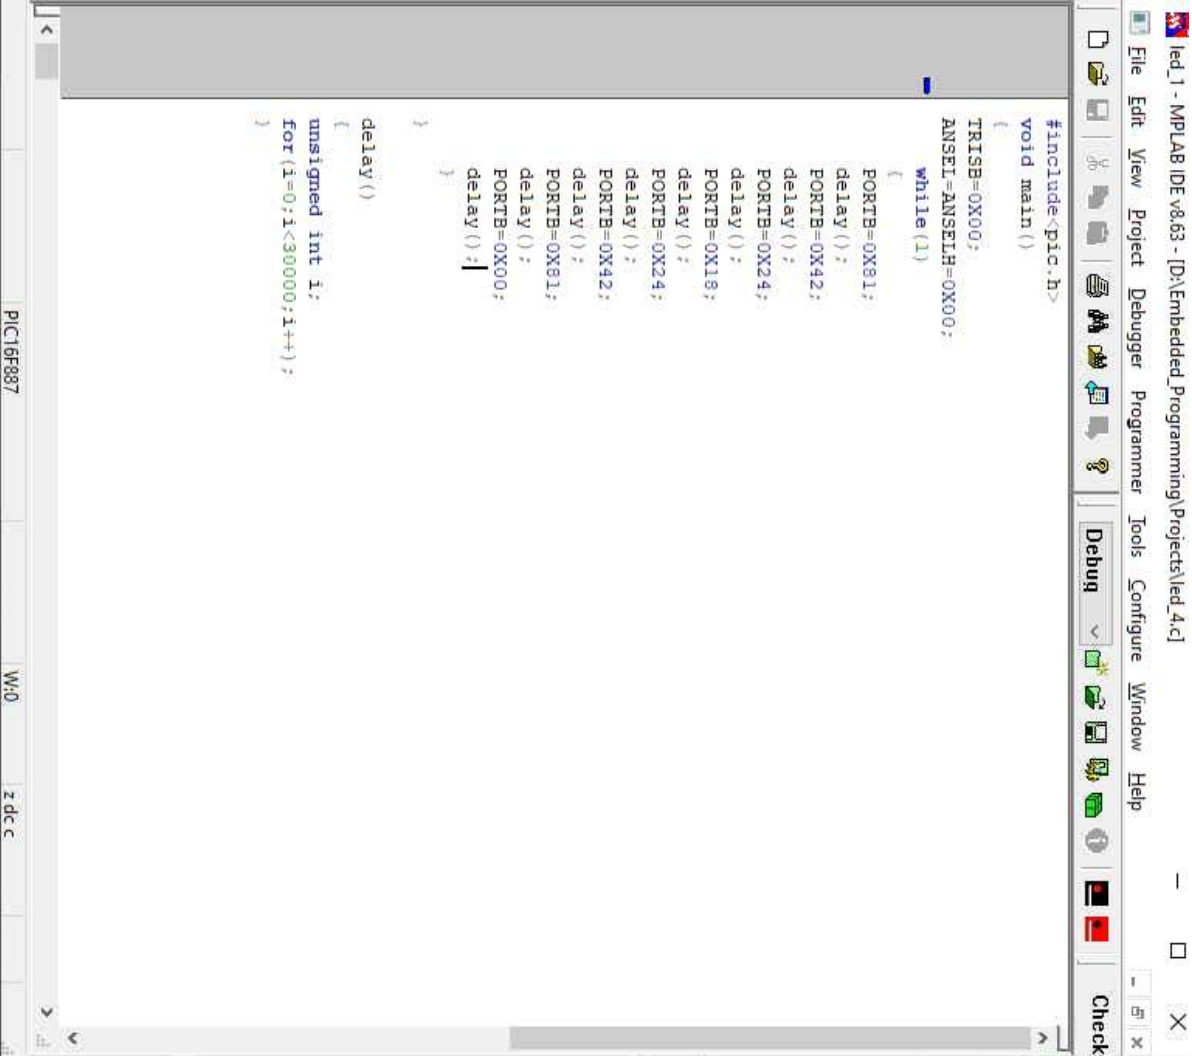 led_1 - MPLAB IDE v8.63 - [D:\Embedded_Programming\Projects\led_4.c]
File Edit View Project Debugger Programmer Tools Configure Window Help
Debug Check
#include<pic.h>
void main()
{
TRISB=0X00;
ANSEL=ANSELH=0X00;
while(1)
{
PORTB=0X81;
delay();
PORTB=0X42;
delay();
PORTB=0X24;
delay();
PORTB=0X18;
delay();
PORTB=0X24;
delay();
PORTB=0X42;
delay();
PORTB=0X81;
delay();
PORTB=0X00;
delay();
}
}
delay()
{
unsigned int i;
for(i=0;i<30000;i++);
}
PIC16F887 W:0 z dc c